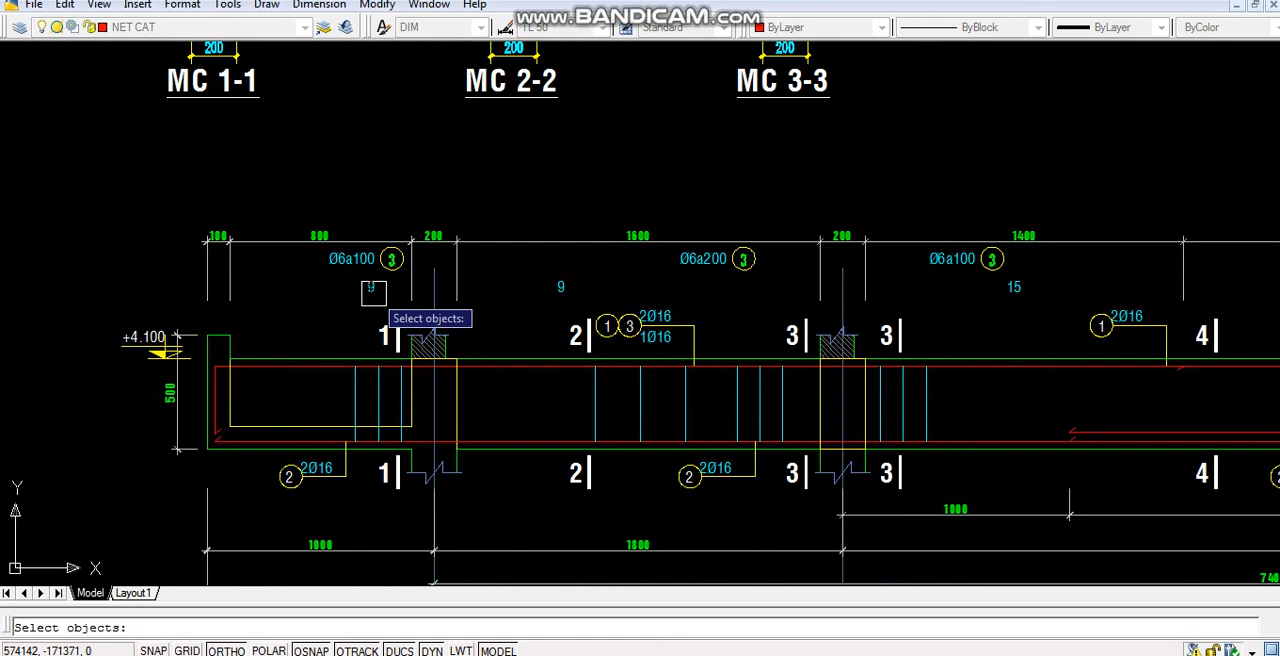 File Edit View Insert Format Tools Draw Dimension Modify Window Help
www.BANDICAM.com
NET CAT DIM TL 50 Standard ByLayer ByBlock ByLayer ByColor
200 200 200
MC 1-1 MC 2-2 MC 3-3
100 800 200 1600 200 1400
Ø6a100 3 Ø6a200 3 Ø6a100 3
9 9 15
Select objects:
+4.100 1 2 1 3 2Ø16 3 3 1 2Ø16 4
1Ø16
500
2 2Ø16 1 2 2 2Ø16 3 3 4
Y
1000
1000 1800
X
740
Model Layout1
Select objects:
574142, -171371, 0 SNAP GRID ORTHO POLAR OSNAP OTRACK DUCS DYN LWT MODEL